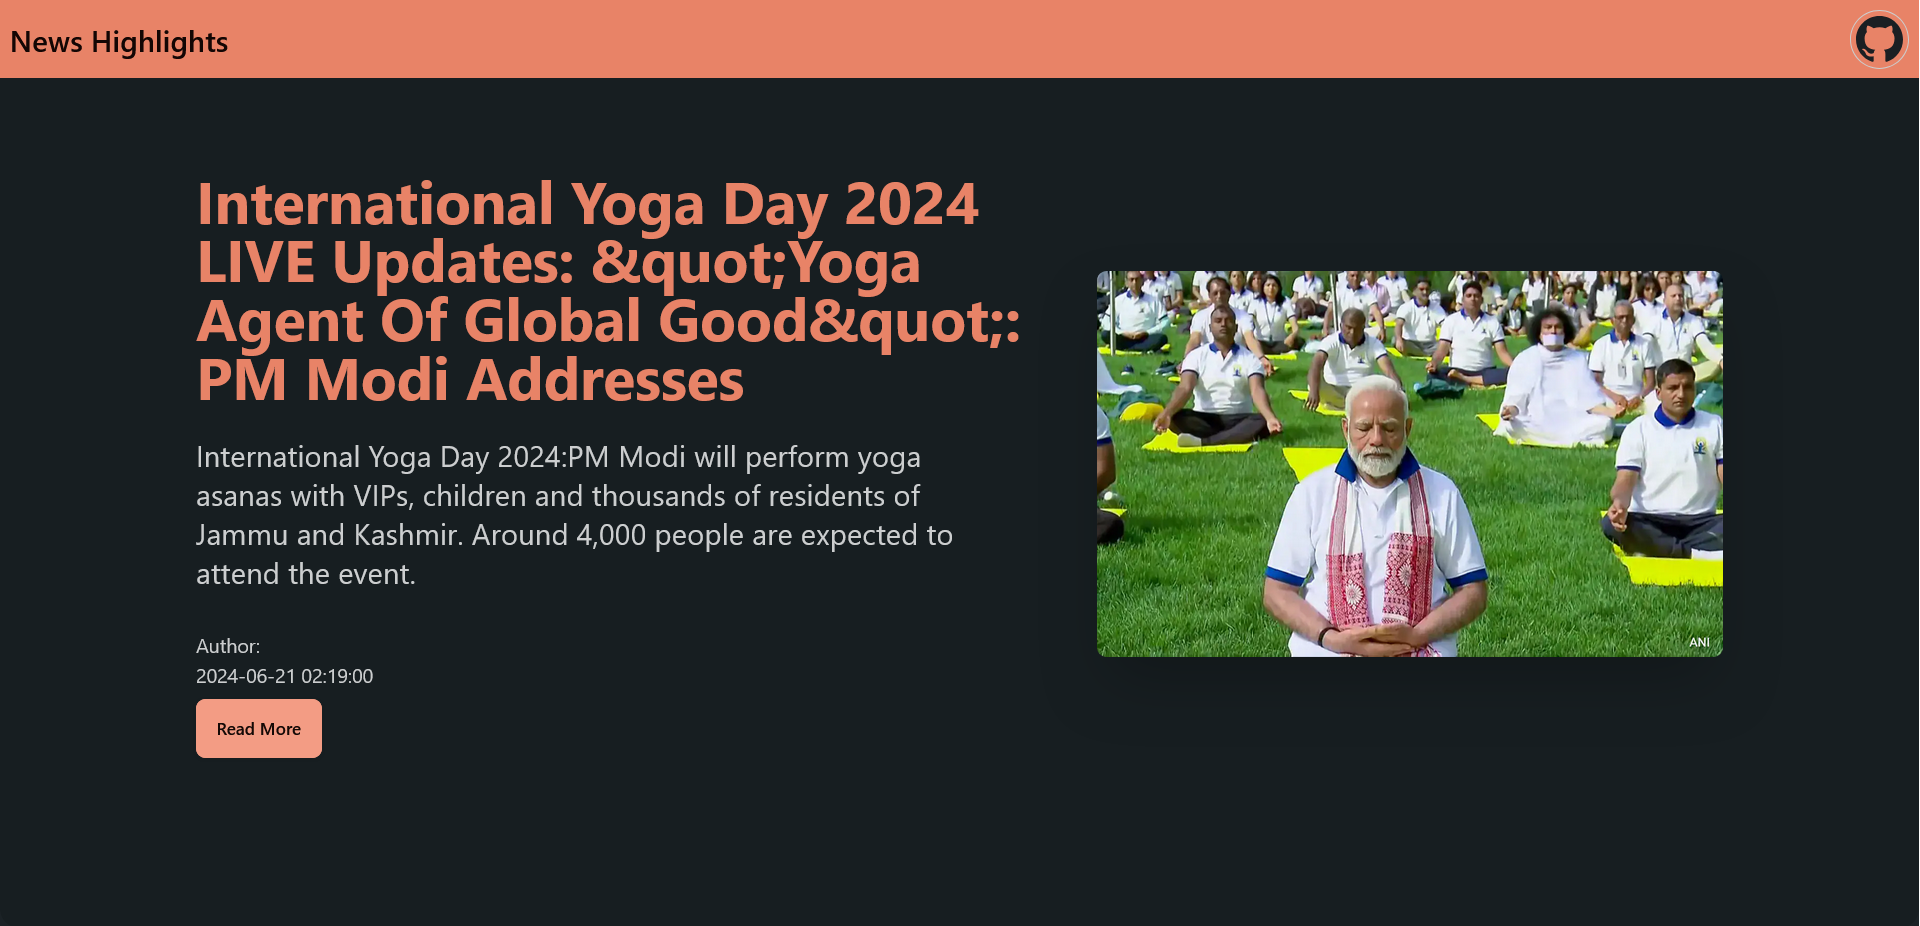 News Highlights
International Yoga Day 2024
LIVE Updates: &quot;Yoga
Agent Of Global Good&quot;:
PM Modi Addresses
International Yoga Day 2024:PM Modi will perform yoga
asanas with VIPs, children and thousands of residents of
Jammu and Kashmir. Around 4,000 people are expected to
attend the event.
Author:
2024-06-21 02:19:00
Read More
ANI